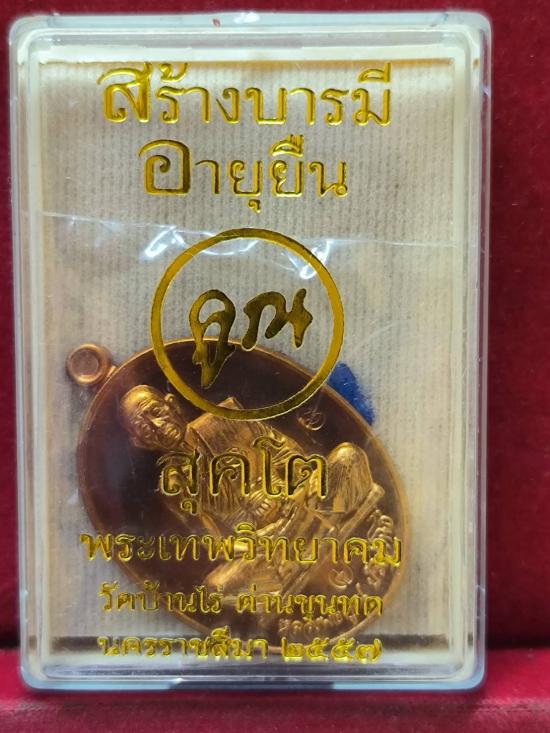 สร้างบารมี
อายุยืน
คูณ
สุคโต
พระเทพวิทยาคม
วัดบ้านไร่ ด่านขุนทด
นครราชสีมา ๒๕๕๗